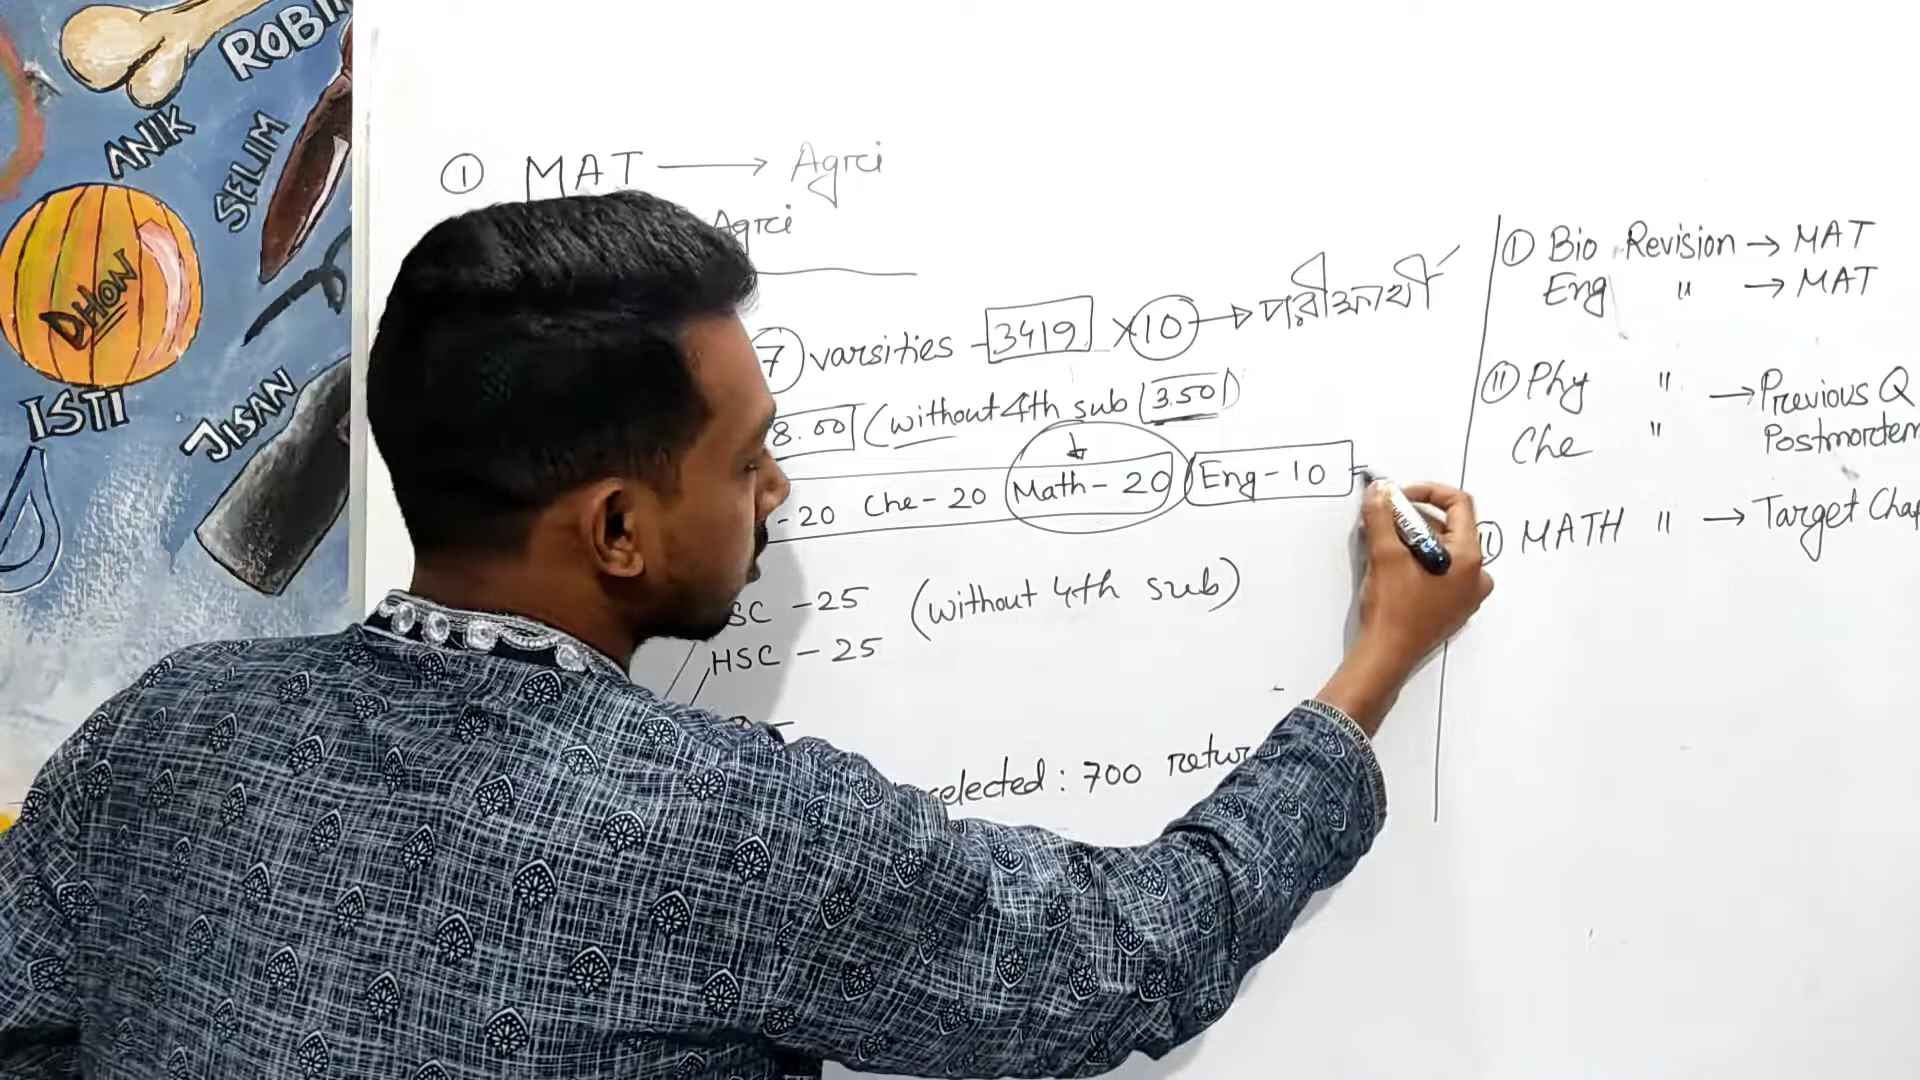 ROBI
ANIK
SELIM
DHON
ISTI
JISAN
① MAT → Agri
Agri
7 varsities - 3419 × 10 → পরীক্ষার্থী
8.00 (without 4th sub (3.50)
-20 Che-20 Math-20 Eng-10 =
SC -25 (without 4th sub)
HSC -25
elected: 700 retur
① Bio Revision → MAT
Eng " → MAT
⑪ Phy " → Previous Q
Che " Postmortem
MATH " → Target Chap